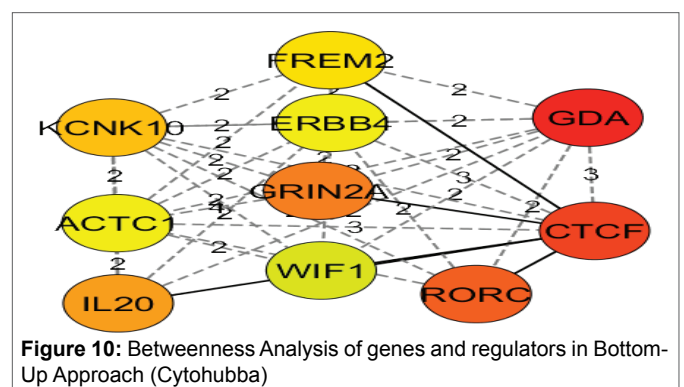 FREM2
2
2
KCNK10
2
ERBB4
2
GDA
2
2
2
2
GRIN2A
3
3
2
2
2
2
2
2
ACTC1
2
3
CTCF
2
2
WIF1
IL20
RORC
Figure 10: Betweenness Analysis of genes and regulators in Bottom-
Up Approach (Cytohubba)